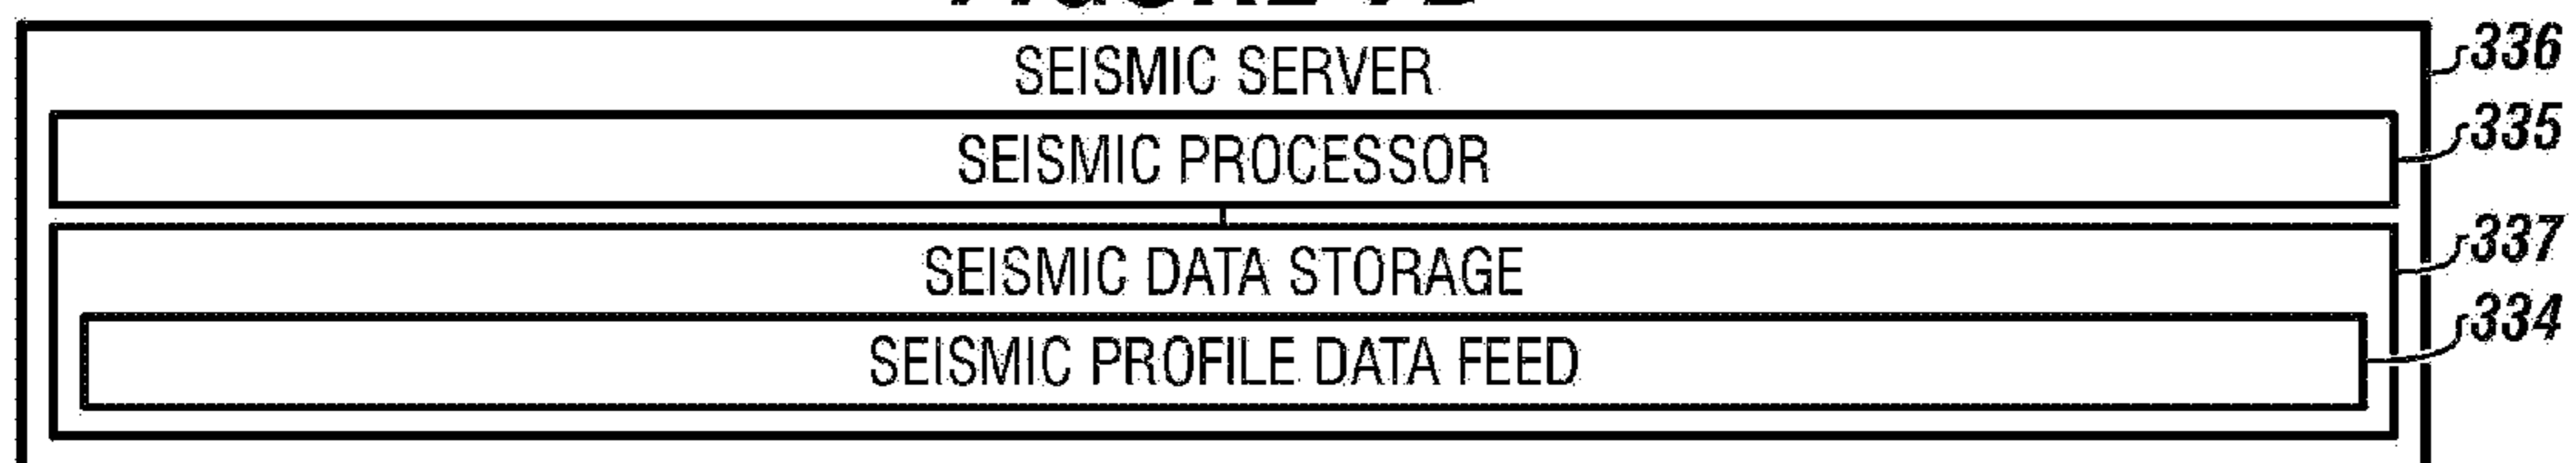 SEISMIC SERVER
336
SEISMIC PROCESSOR
335
SEISMIC DATA STORAGE
337
SEISMIC PROFILE DATA FEED
334